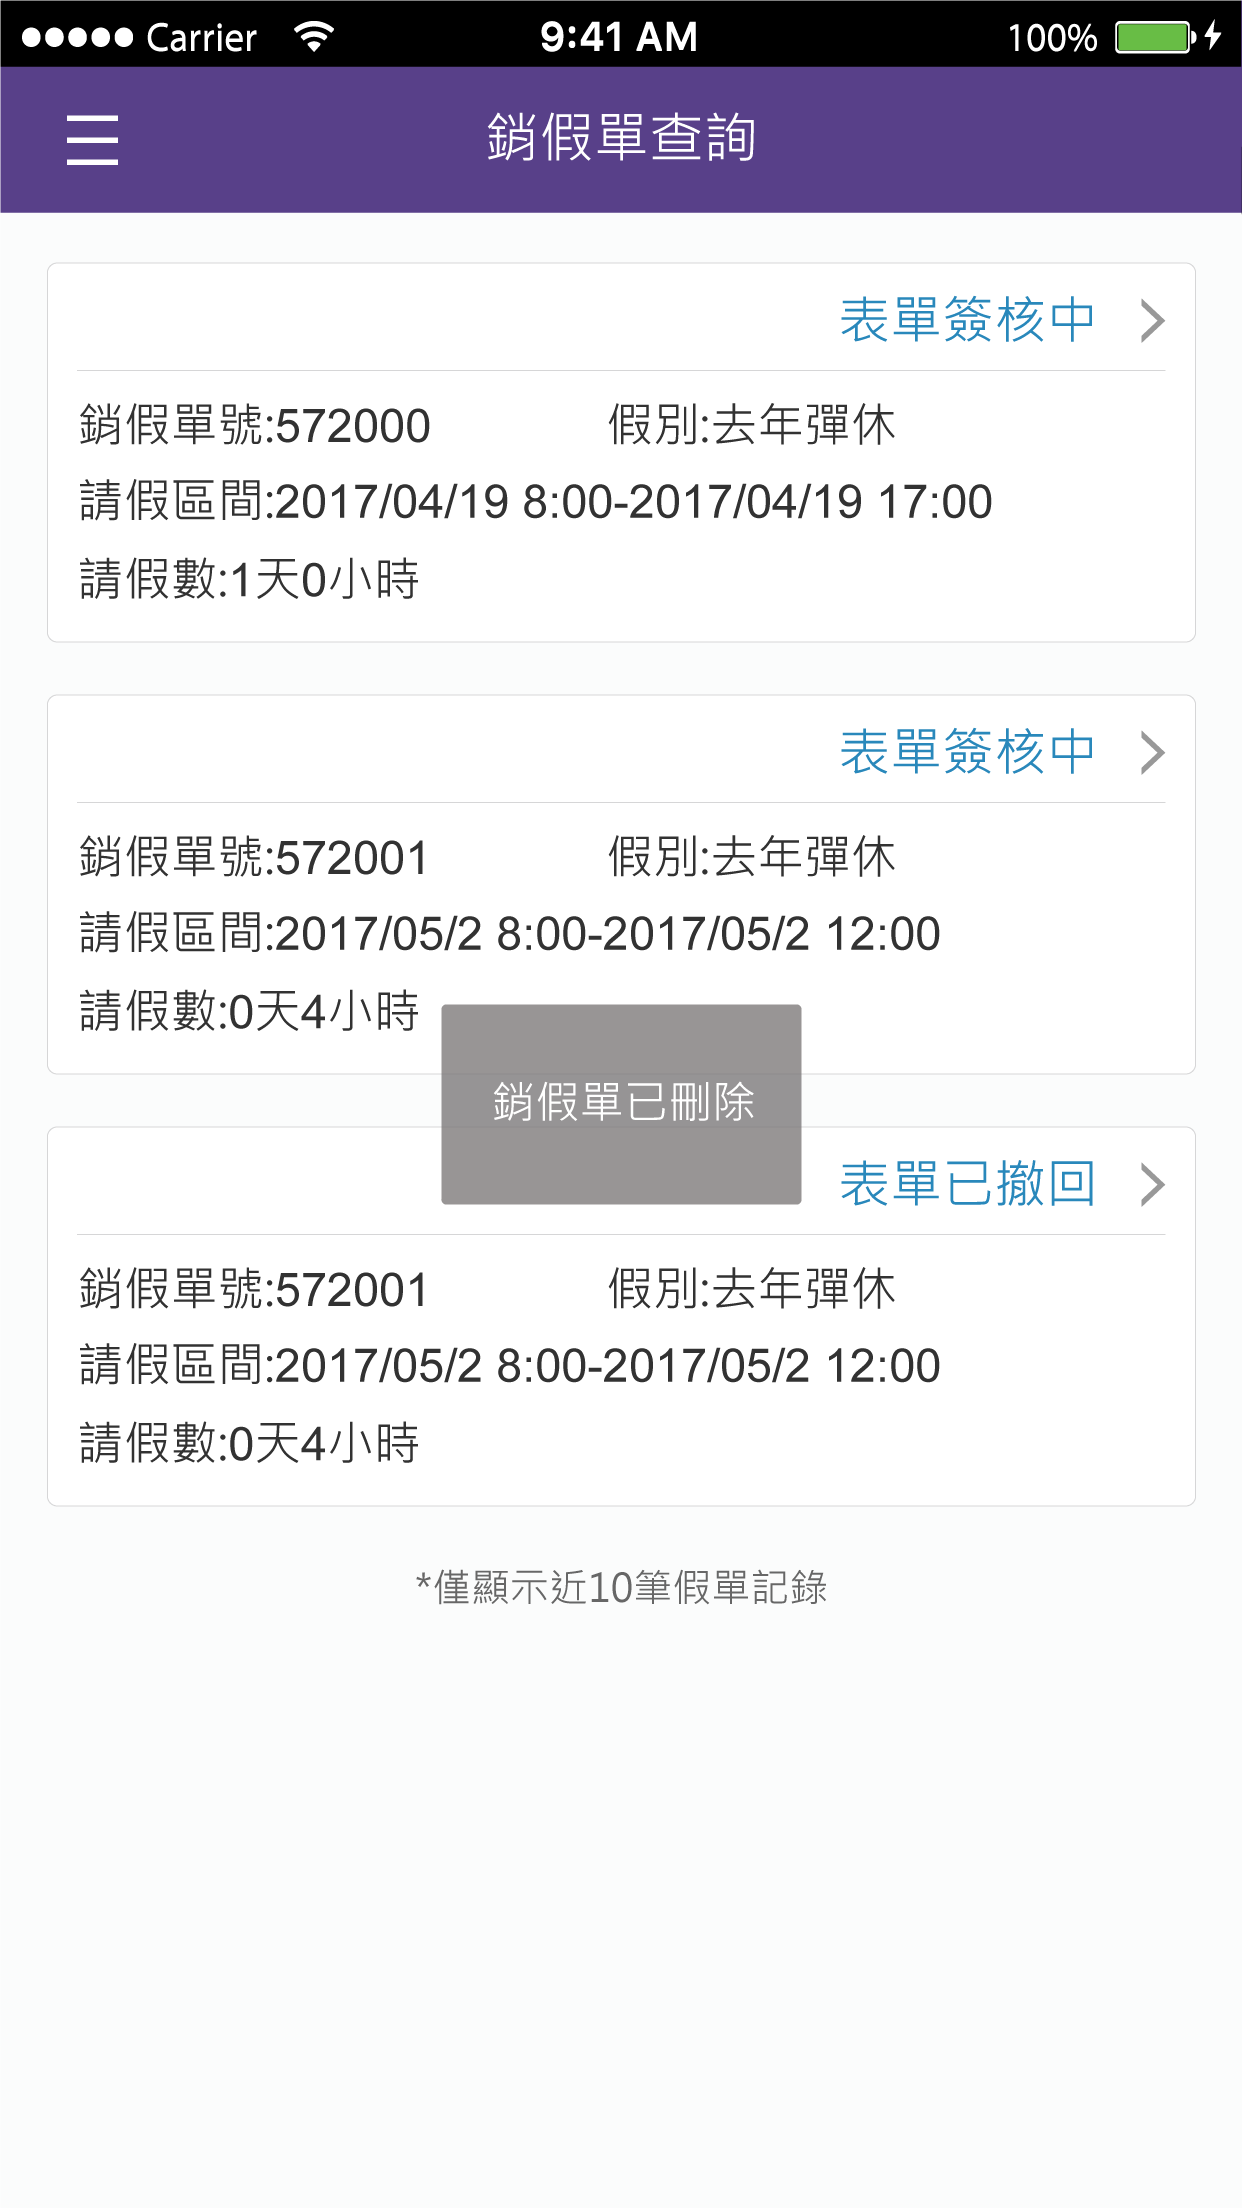 Carrier 9:41 AM 100%
銷假單查詢
表單簽核中
銷假單號:572000 假別:去年彈休
請假區間:2017/04/19 8:00-2017/04/19 17:00
請假數:1天0小時
表單簽核中
銷假單號:572001 假別:去年彈休
請假區間:2017/05/2 8:00-2017/05/2 12:00
請假數:0天4小時
銷假單已刪除
表單已撤回
銷假單號:572001 假別:去年彈休
請假區間:2017/05/2 8:00-2017/05/2 12:00
請假數:0天4小時
*僅顯示近10筆假單記錄